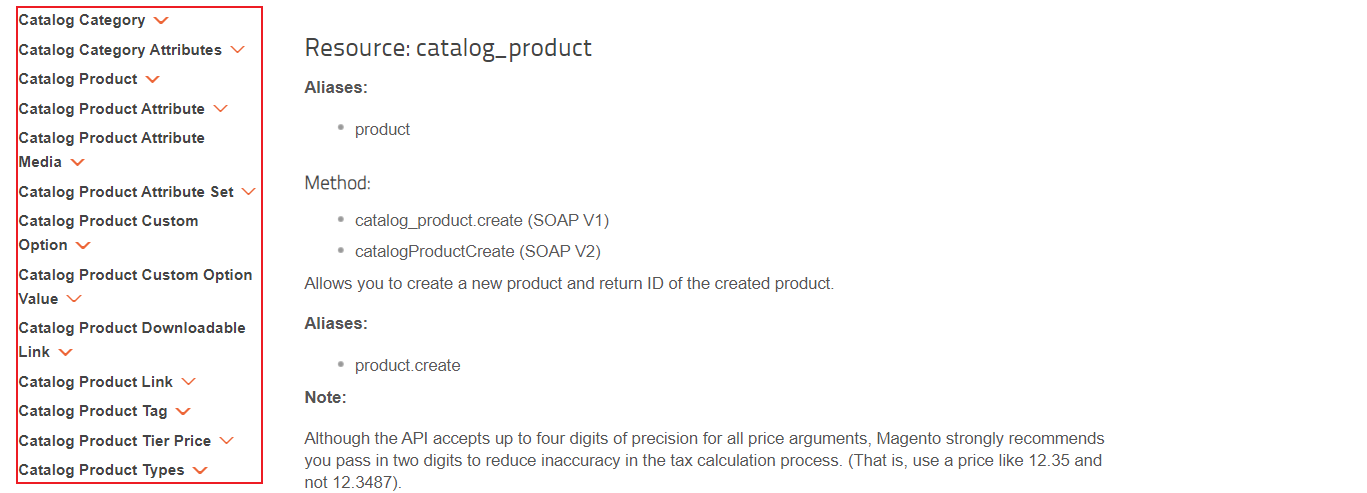 Catalog Category
Catalog Category Attributes
Catalog Product
Catalog Product Attribute
Catalog Product Attribute
Media
Catalog Product Attribute Set
Catalog Product Custom
Option
Catalog Product Custom Option
Value
Catalog Product Downloadable
Link
Catalog Product Link
Catalog Product Tag
Catalog Product Tier Price
Catalog Product Types
Resource: catalog_product
Aliases:
product
Method:
catalog_product.create (SOAP V1)
catalogProductCreate (SOAP V2)
Allows you to create a new product and return ID of the created product.
Aliases:
product.create
Note:
Although the API accepts up to four digits of precision for all price arguments, Magento strongly recommends
you pass in two digits to reduce inaccuracy in the tax calculation process. (That is, use a price like 12.35 and
not 12.3487).